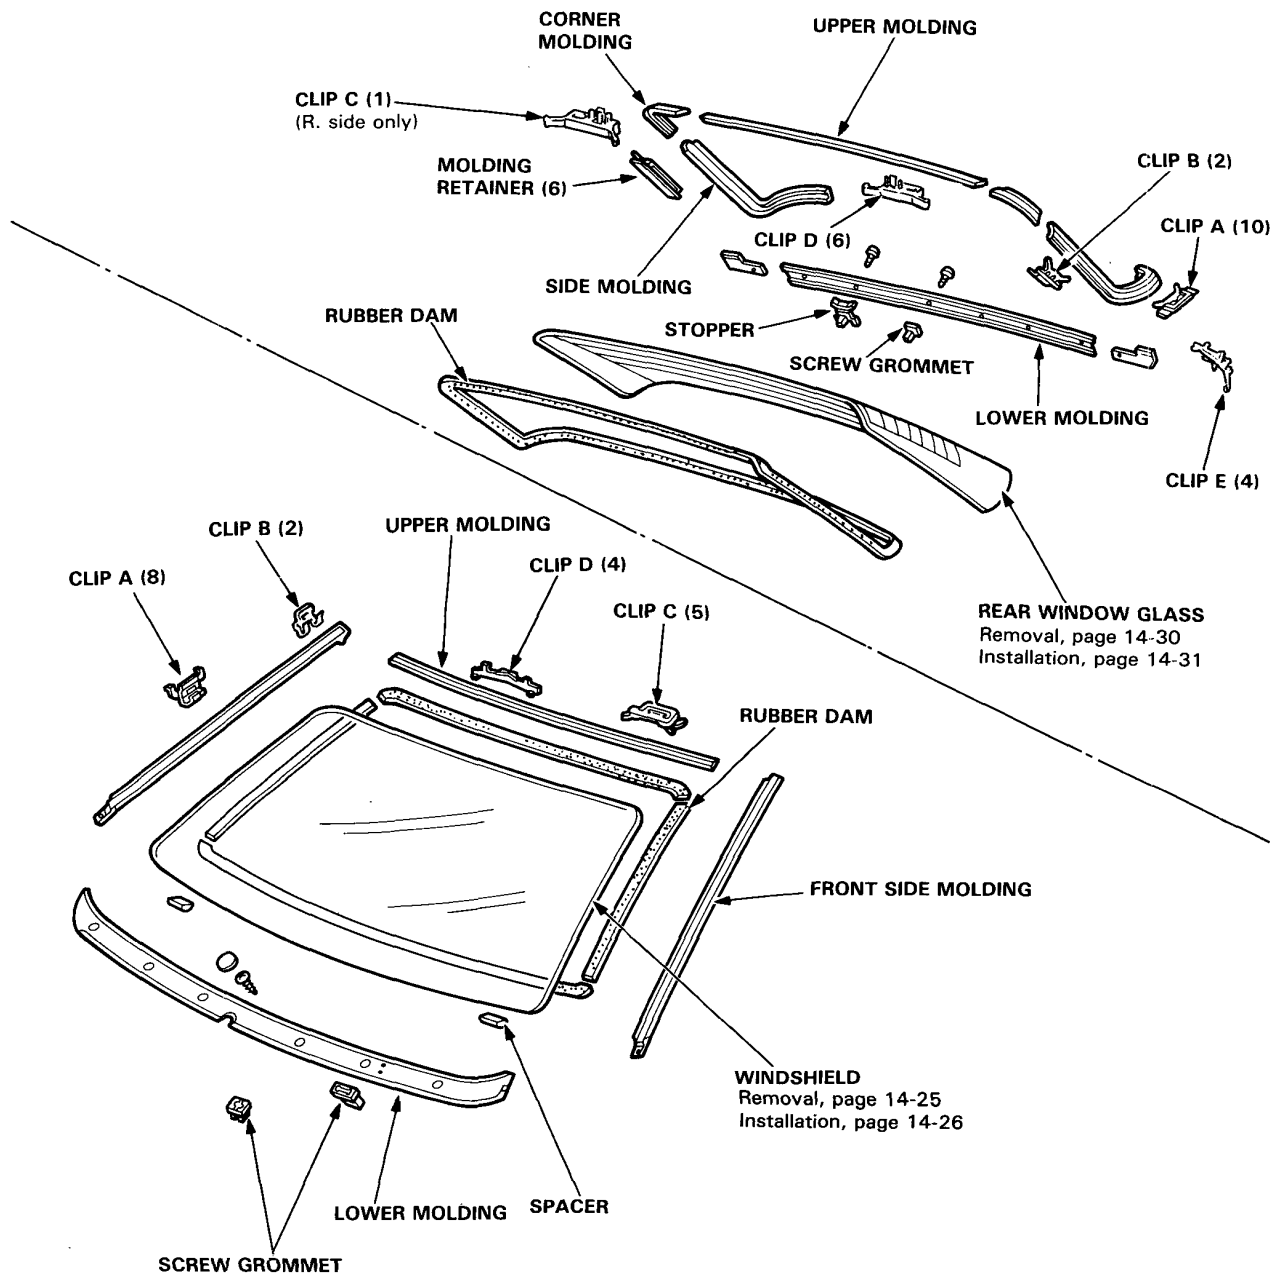 CORNER
MOLDING
UPPER MOLDING
CLIP C (1)
(R. side only)
MOLDING
RETAINER (6)
CLIP B (2)
CLIP A (10)
CLIP D (6)
SIDE MOLDING
RUBBER DAM
STOPPER
SCREW GROMMET
LOWER MOLDING
CLIP E (4)
REAR WINDOW GLASS
Removal, page 14-30
Installation, page 14-31
CLIP B (2)
UPPER MOLDING
CLIP A (8)
CLIP D (4)
CLIP C (5)
RUBBER DAM
FRONT SIDE MOLDING
WINDSHIELD
Removal, page 14-25
Installation, page 14-26
SPACER
LOWER MOLDING
SCREW GROMMET